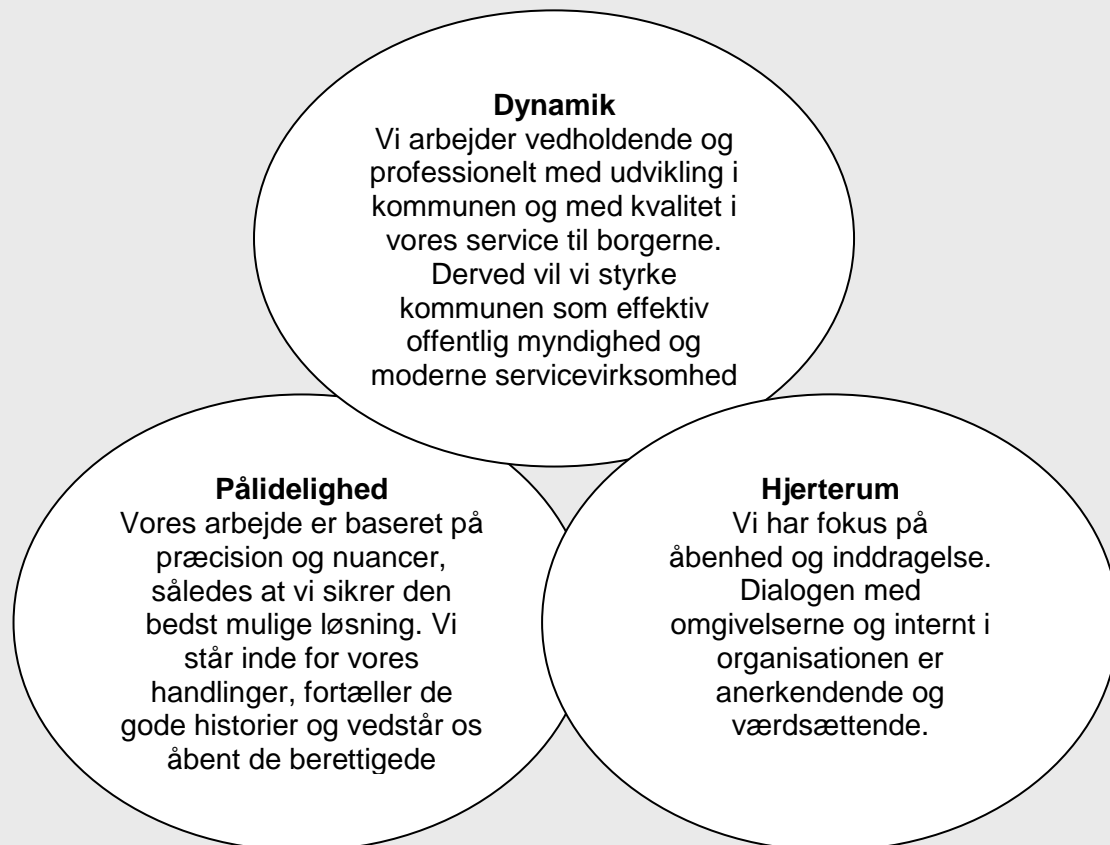 Dynamik
Vi arbejder vedholdende og
professionelt med udvikling i
kommunen og med kvalitet i
vores service til borgerne.
Derved vil vi styrke
kommunen som effektiv
offentlig myndighed og
moderne servicevirksomhed
Pålidelighed
Vores arbejde er baseret på
præcision og nuancer,
således at vi sikrer den
bedst mulige løsning. Vi
står inde for vores
handlinger, fortæller de
gode historier og vedstår os
åbent de berettigede
Hjerterum
Vi har fokus på
åbenhed og inddragelse.
Dialogen med
omgivelserne og internt i
organisationen er
anerkendende og
værdsættende.